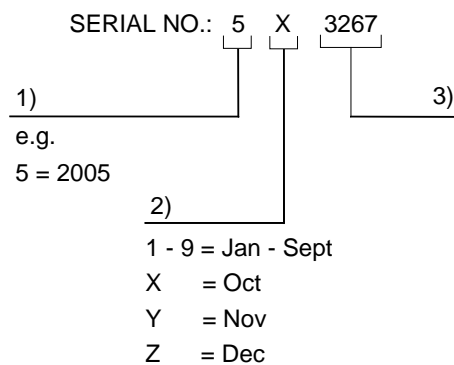 SERIAL NO.: 5 X 3267
1)
3)
e.g.
5 = 2005
2)
1 - 9 = Jan - Sept
X = Oct
Y = Nov
Z = Dec